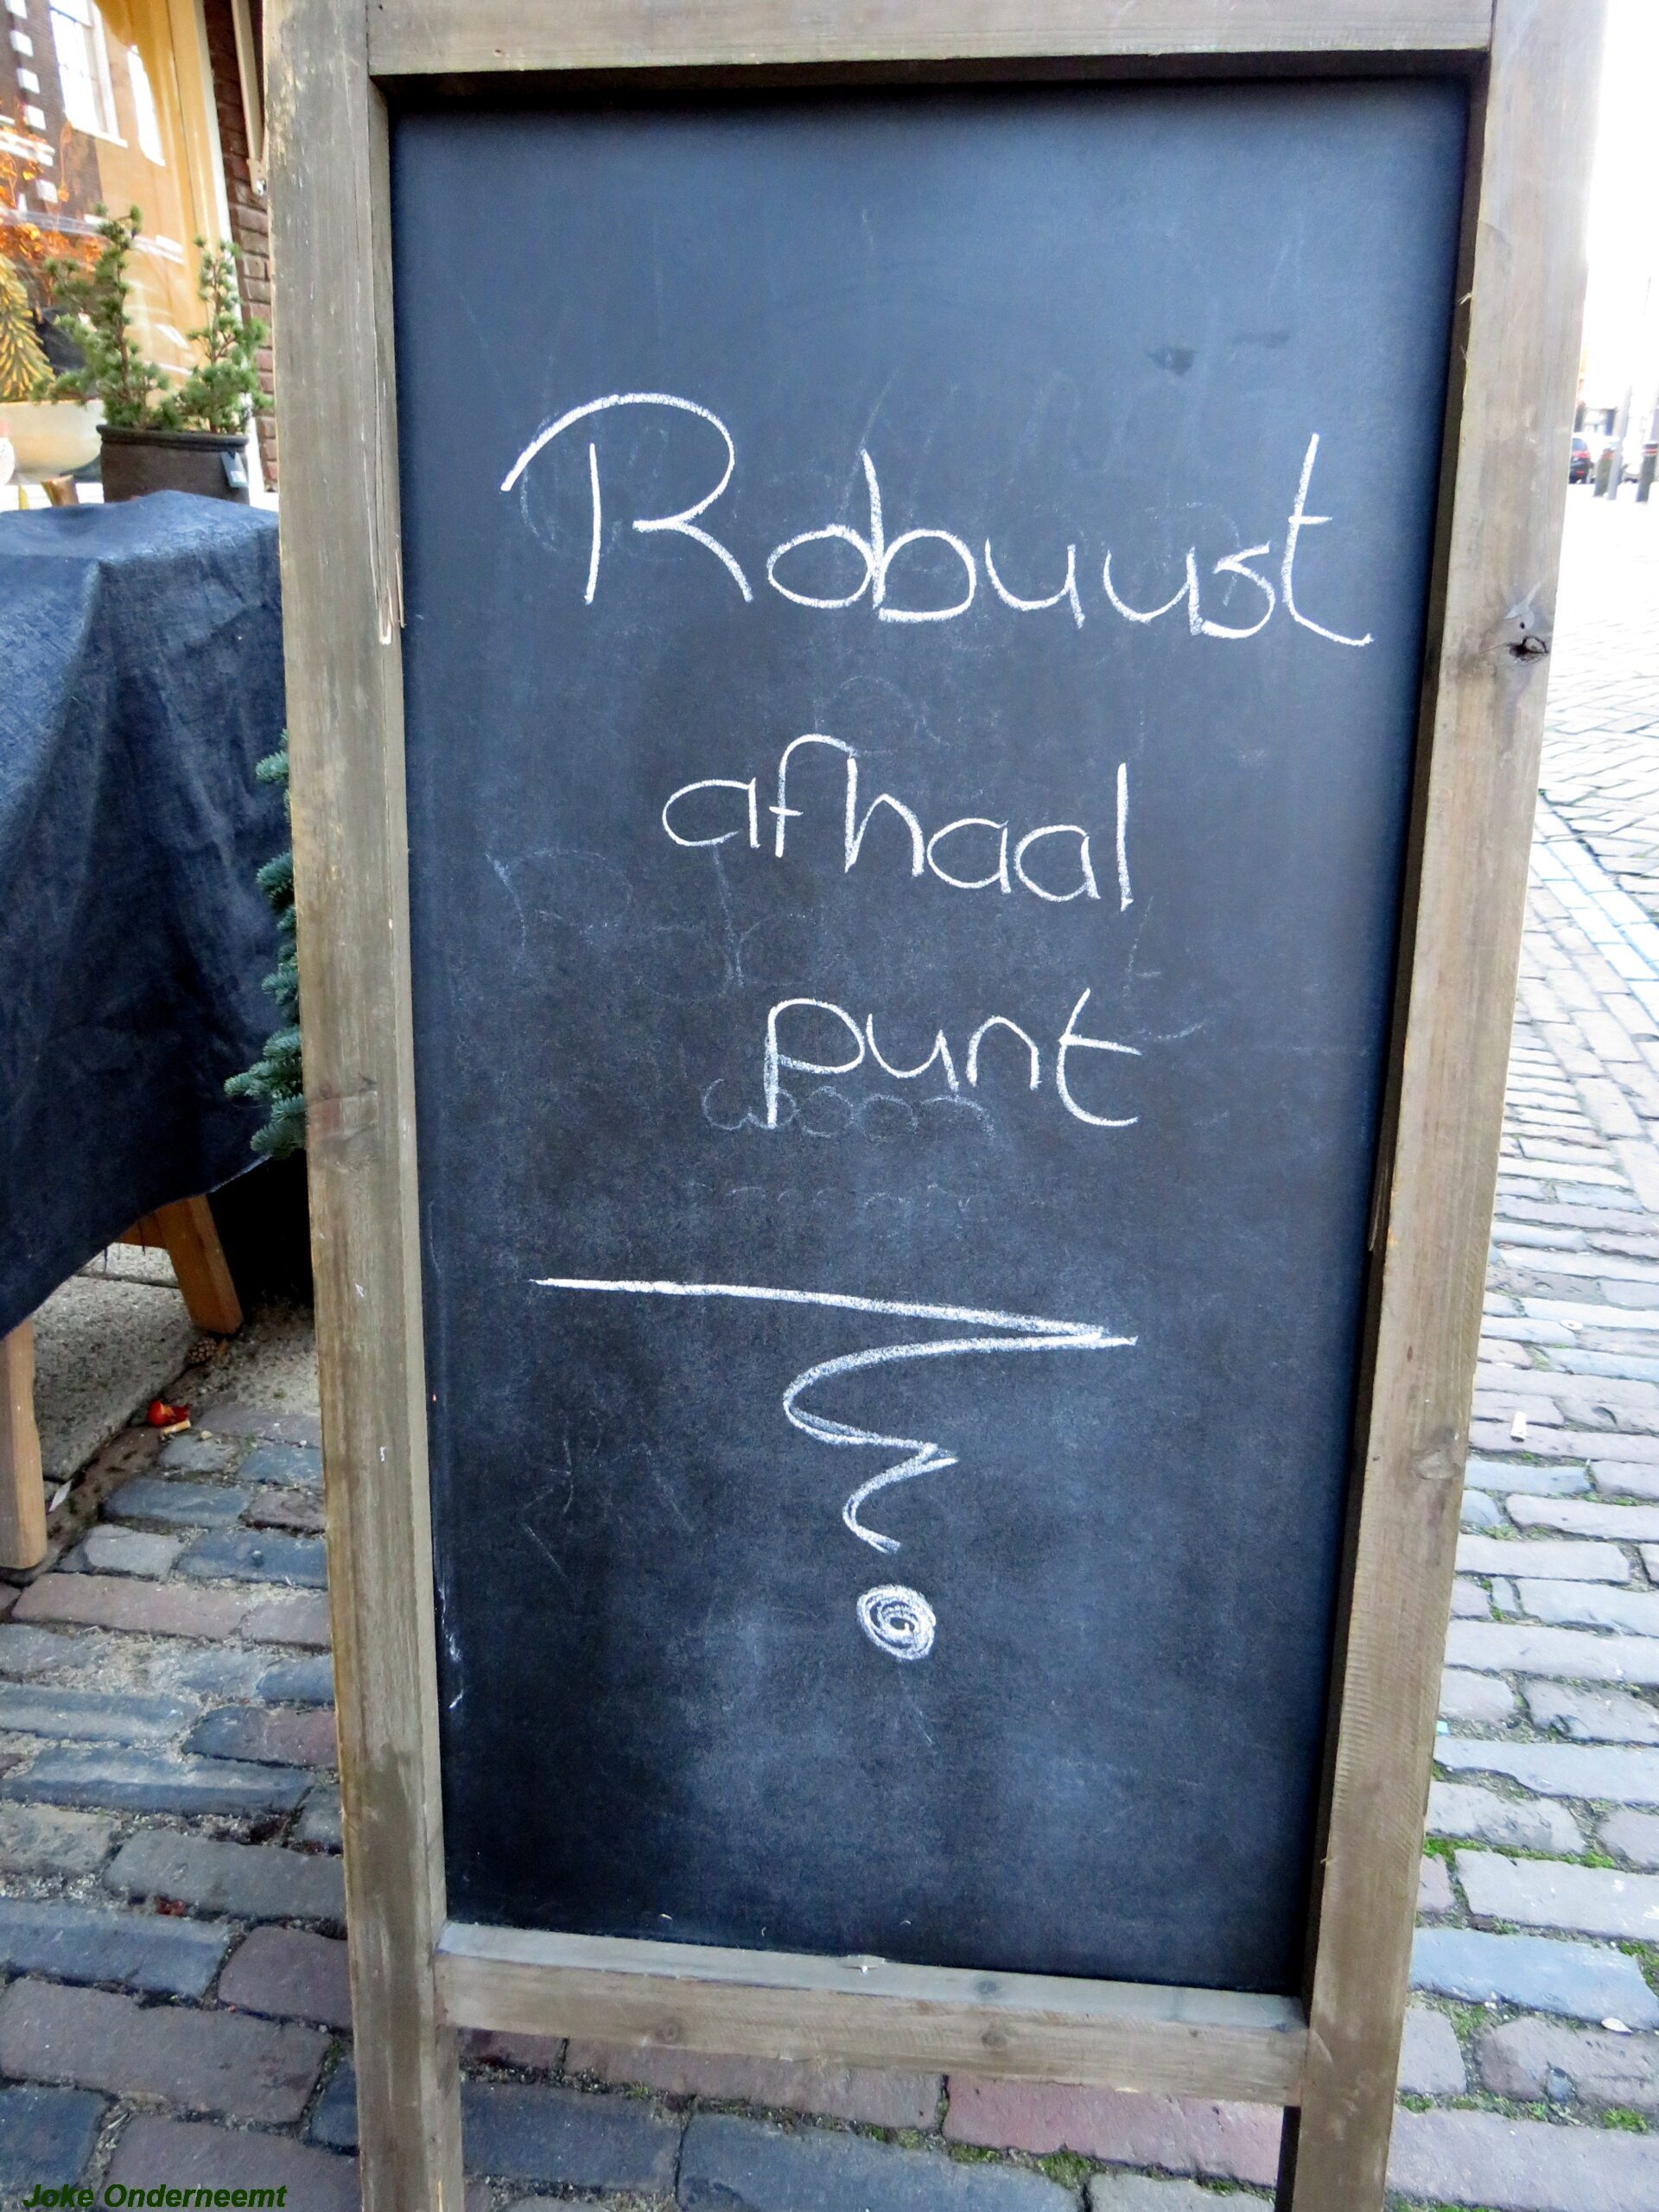 Robuust
afhaal
punt
Joke Onderneemt